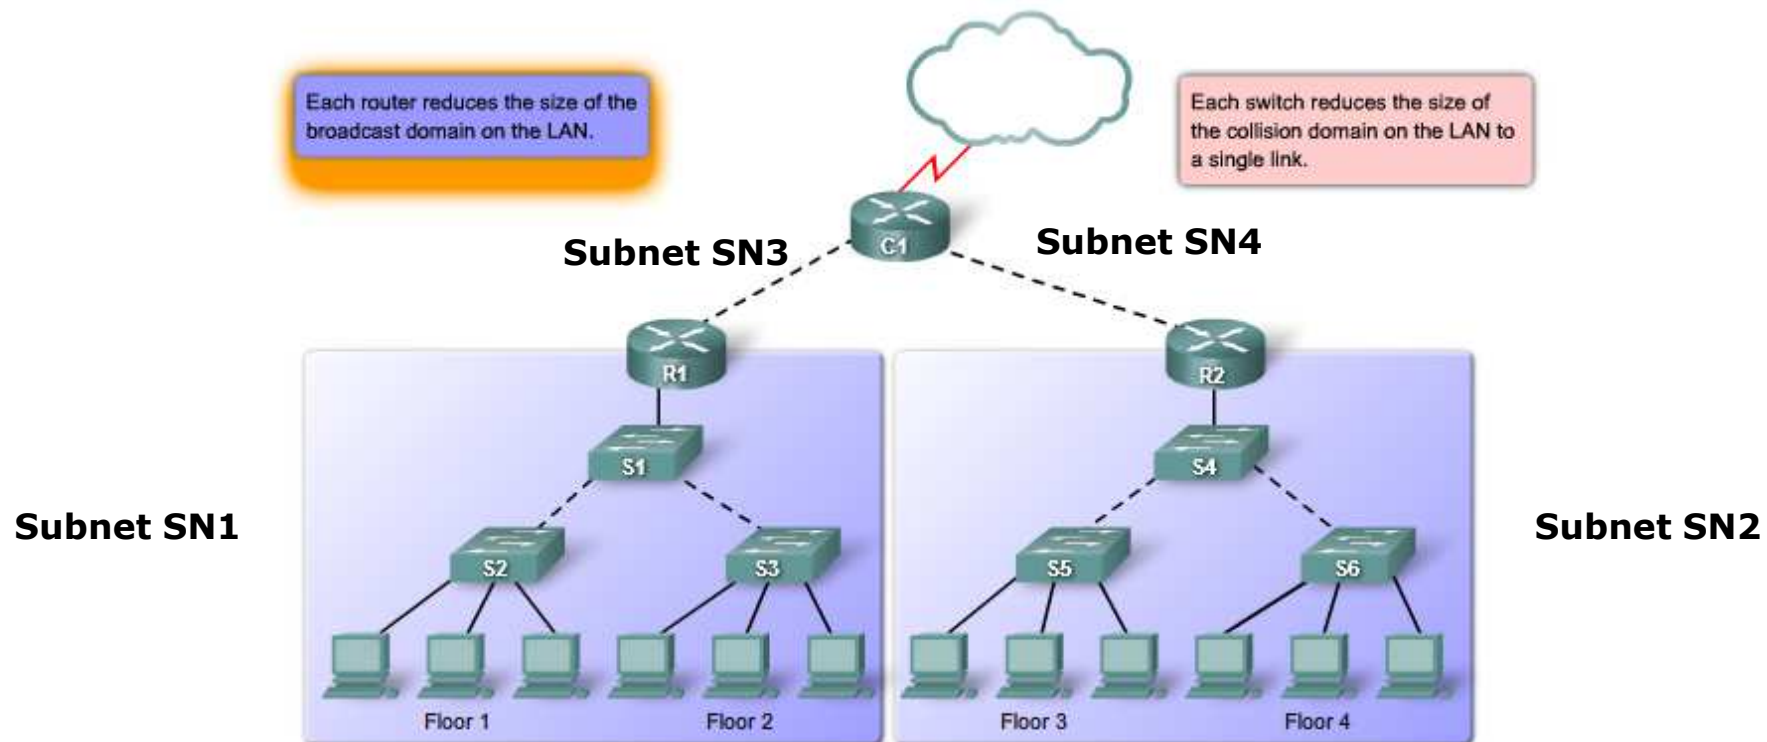 Each router reduces the size of the
broadcast domain on the LAN.
Each switch reduces the size of
the collision domain on the LAN to
a single link.
C1
Subnet SN3
Subnet SN4
R1
R2
S1
S4
Subnet SN1
Subnet SN2
S2
S3
S5
S6
Floor 1
Floor 2
Floor 3
Floor 4